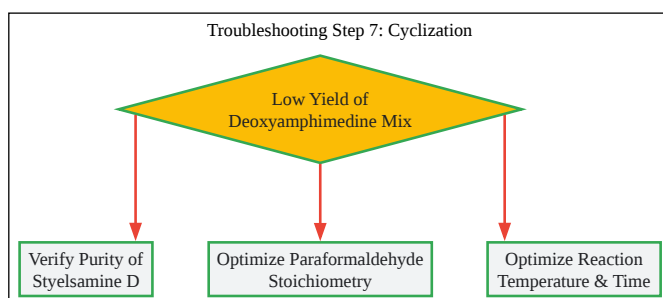 Troubleshooting Step 7: Cyclization
Low Yield of
Deoxyamphimedine Mix
Verify Purity of
Styelsamine D
Optimize Paraformaldehyde
Stoichiometry
Optimize Reaction
Temperature & Time